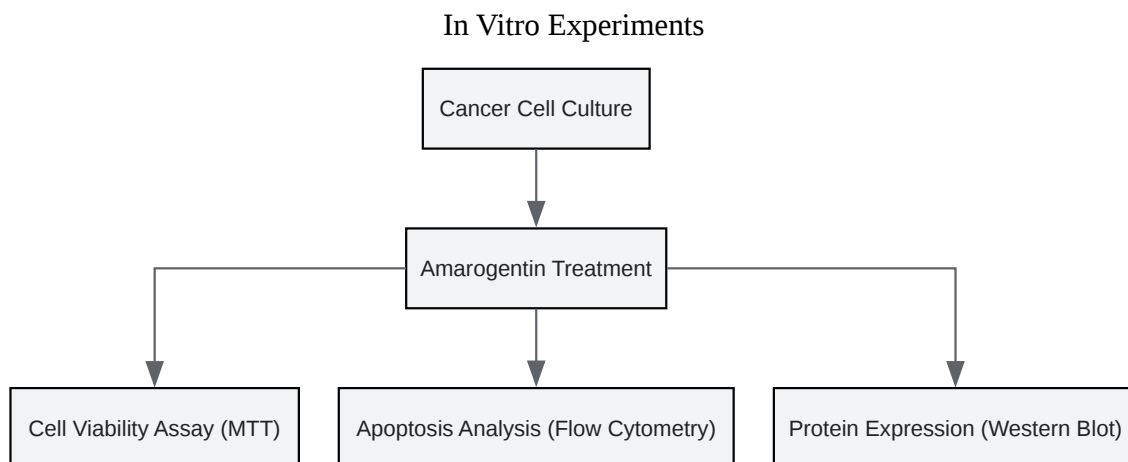 In Vitro Experiments
Cancer Cell Culture
Amarogentin Treatment
Cell Viability Assay (MTT)
Apoptosis Analysis (Flow Cytometry)
Protein Expression (Western Blot)